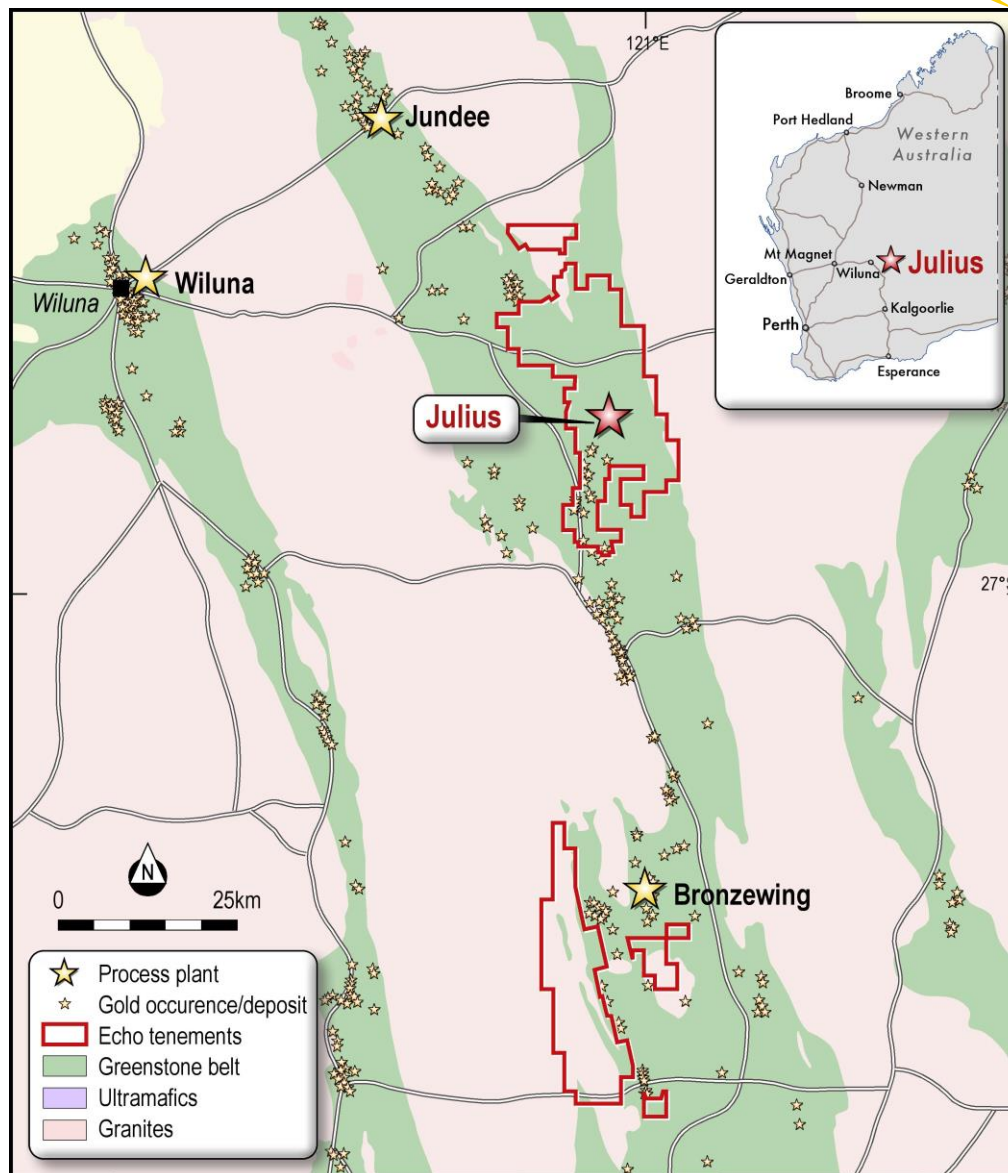 121°E
Jundee
Wiluna
Wiluna
Julius
27°S
Bronzewing
N
0 25km
Process plant
Gold occurence/deposit
Echo tenements
Greenstone belt
Ultramafics
Granites
Broome
Port Hedland
Western
Australia
Newman
Mt Magnet
Wiluna
Julius
Geraldton
Kalgoorlie
Perth
Esperance